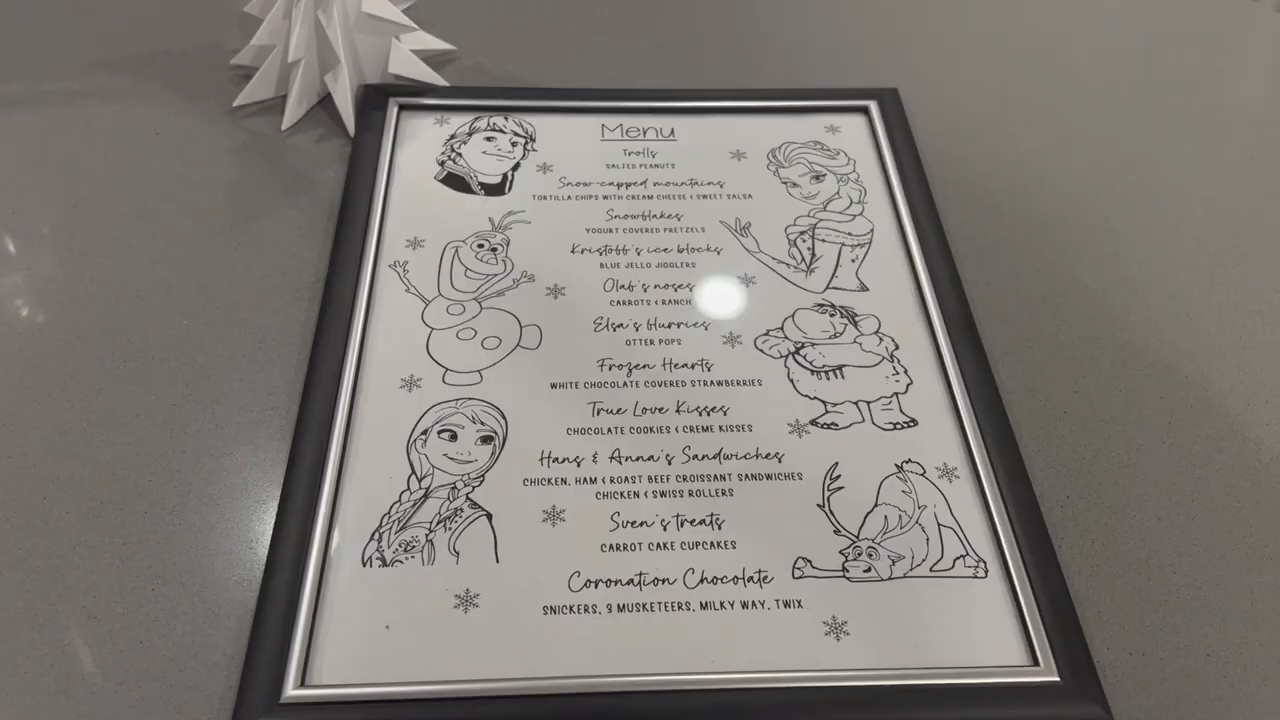 Menu
Trolls
SALTED PEANUTS
Snow-capped mountains
TORTILLA CHIPS WITH CREAM CHEESE & SWEET SALSA
Snowflakes
YOGURT COVERED PRETZELS
Kristoff's ice blocks
BLUE JELLO JIGGLERS
Olaf's noses
CARROTS & RANCH
Elsa's flurries
OTTER POPS
Frozen Hearts
WHITE CHOCOLATE COVERED STRAWBERRIES
True Love Kisses
CHOCOLATE COOKIES & CREME KISSES
Hans & Anna's Sandwiches
CHICKEN, HAM & ROAST BEEF CROISSANT SANDWICHES
CHICKEN & SWISS ROLLERS
Sven's treats
CARROT CAKE CUPCAKES
Coronation Chocolate
SNICKERS, 3 MUSKETEERS, MILKY WAY, TWIX